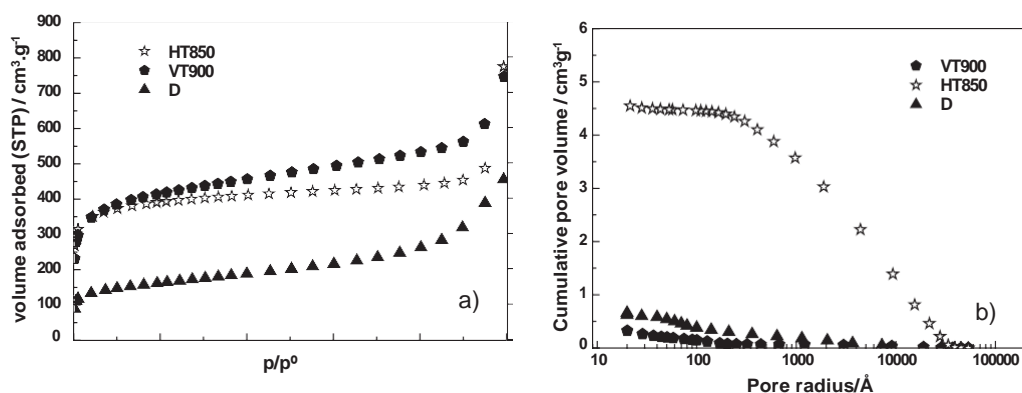 volume adsorbed (STP) / cm³.g⁻¹
900
800
700
600
500
400
300
200
100
0
HT850
VT900
D
a)
p/pº
Cumulative pore volume / cm³g⁻¹
6
5
4
3
2
1
0
VT900
HT850
D
b)
10 100 1000 10000 100000
Pore radius/Å